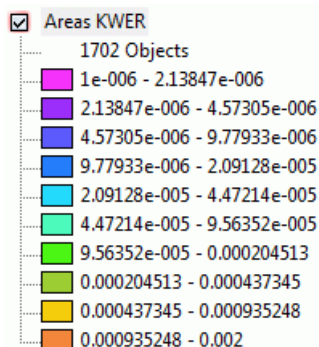 Areas KWER
1702 Objects
1e-006 - 2.13847e-006
2.13847e-006 - 4.57305e-006
4.57305e-006 - 9.77933e-006
9.77933e-006 - 2.09128e-005
2.09128e-005 - 4.47214e-005
4.47214e-005 - 9.56352e-005
9.56352e-005 - 0.000204513
0.000204513 - 0.000437345
0.000437345 - 0.000935248
0.000935248 - 0.002